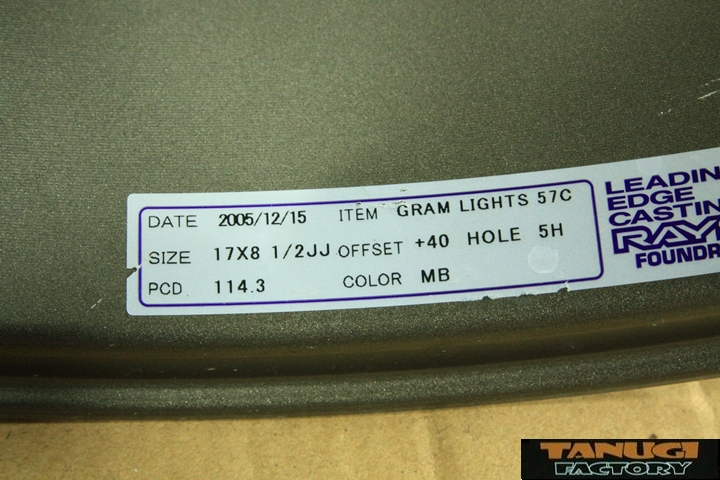 DATE 2005/12/15 ITEM GRAM LIGHTS 57C
SIZE 17X8 1/2JJ OFFSET +40 HOLE 5H
PCD 114.3 COLOR MB
LEADIN
EDGE
CASTIN
RAY
FOUNDR
TANUGI
FACTORY